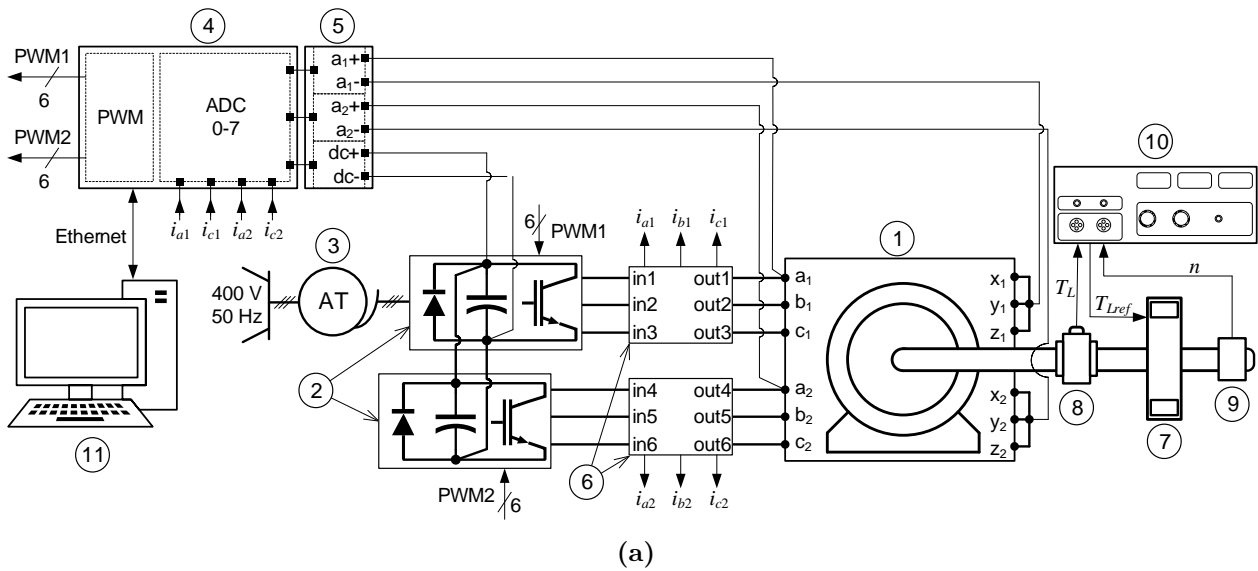 4
5
PWM1
6
PWM2
6
PWM
ADC
0-7
a1+
a1-
a2+
a2-
dc+
dc-
ia1
ic1
ia2
ic2
Ethernet
10
3
400 V
50 Hz
AT
6
PWM1
ia1
ib1
ic1
in1
in2
in3
out1
out2
out3
1
a1
b1
c1
x1
y1
z1
TL
TLref
n
2
in4
in5
in6
out4
out5
out6
a2
b2
c2
x2
y2
z2
8
7
9
11
PWM2
6
6
ia2
ib2
ic2
(a)